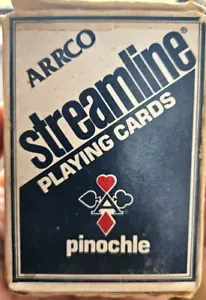 ARRCO
streamline®
PLAYING CARDS
pinochle